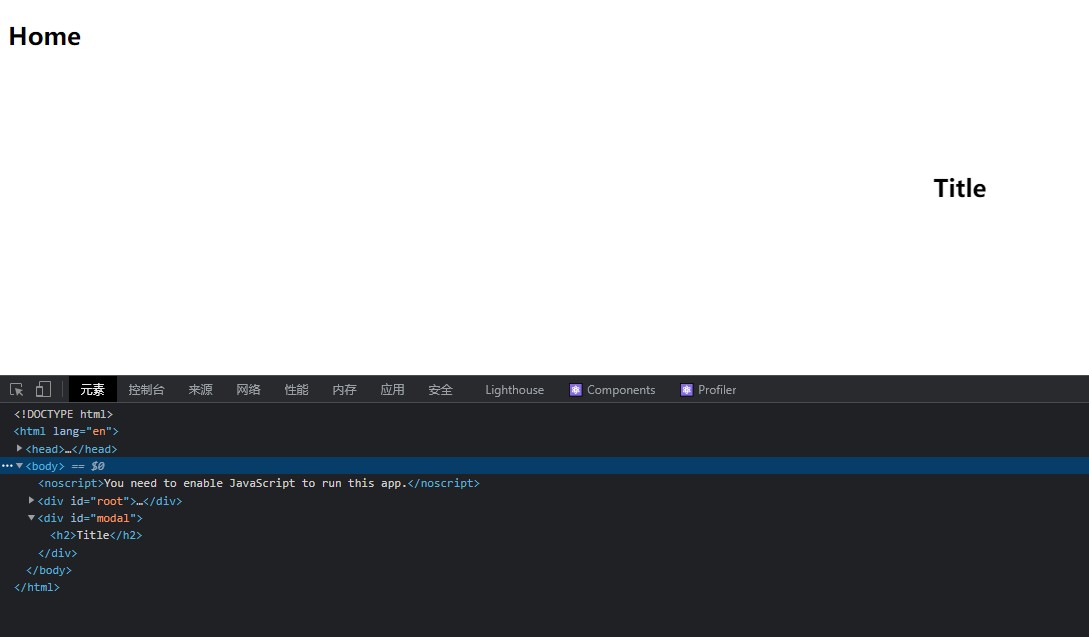 Home
Title
元素 控制台 来源 网络 性能 内存 应用 安全 Lighthouse Components Profiler
<!DOCTYPE html>
<html lang="en">
<head>…</head>
<body> == $0
<noscript>You need to enable JavaScript to run this app.</noscript>
<div id="root">…</div>
<div id="modal">
<h2>Title</h2>
</div>
</body>
</html>